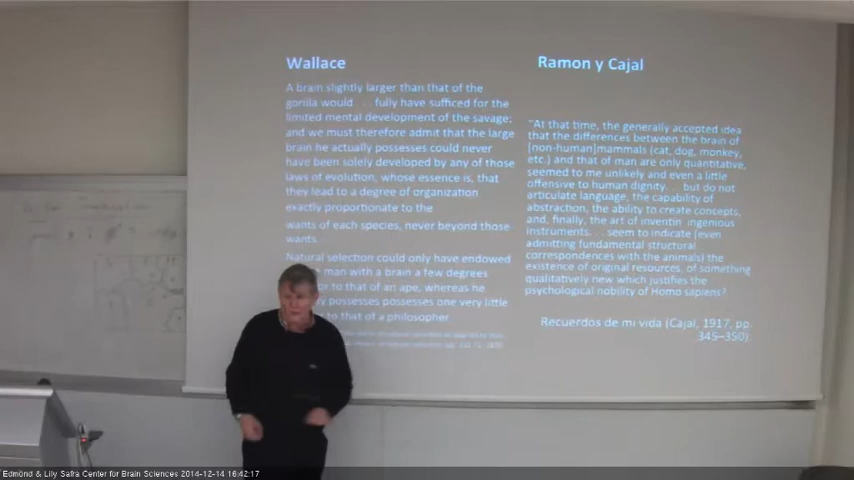 Wallace
A brain slightly larger than that of the
gorilla would . . . fully have sufficed for the
limited mental development of the savage;
and we must therefore admit that the large
brain he actually possesses could never
have been solely developed by any of those
laws of evolution, whose essence is, that
they lead to a degree of organization
exactly proportionate to the
wants of each species, never beyond those
wants.
Natural selection could only have endowed
man with a brain a few degrees
to that of an ape, whereas he
possesses possesses one very little
to that of a philosopher
Ramon y Cajal
"At that time, the generally accepted idea
that the differences between the brain of
[non-human]mammals (cat, dog, monkey,
etc.) and that of man are only quantitative,
seemed to me unlikely and even a little
offensive to human dignity. . . but do not
articulate language, the capability of
abstraction, the ability to create concepts,
and, finally, the art of inventin ingenious
instruments. . . seem to indicate (even
admitting fundamental structural
correspondences with the animals) the
existence of original resources, of something
qualitatively new which justifies the
psychological nobility of Homo sapiens?
Recuerdos de mi vida (Cajal, 1917, pp.
345–350)
Edmond & Lily Safra Center for Brain Sciences 2014-12-14 16:42:17